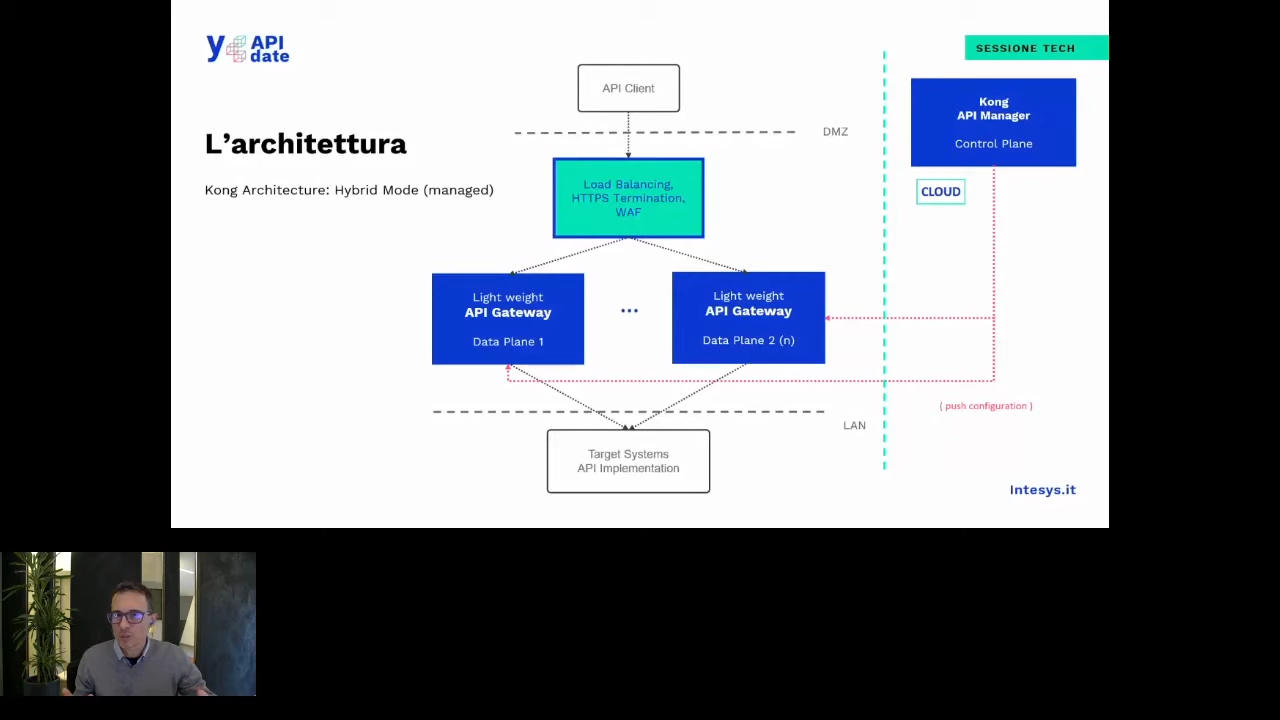 y API
date
SESSIONE TECH
L’architettura
Kong Architecture: Hybrid Mode (managed)
API Client
DMZ
Load Balancing,
HTTPS Termination,
WAF
Light weight
API Gateway
Data Plane 1
...
Light weight
API Gateway
Data Plane 2 (n)
LAN
Target Systems
API Implementation
Kong
API Manager
Control Plane
CLOUD
( push configuration )
Intesys.it